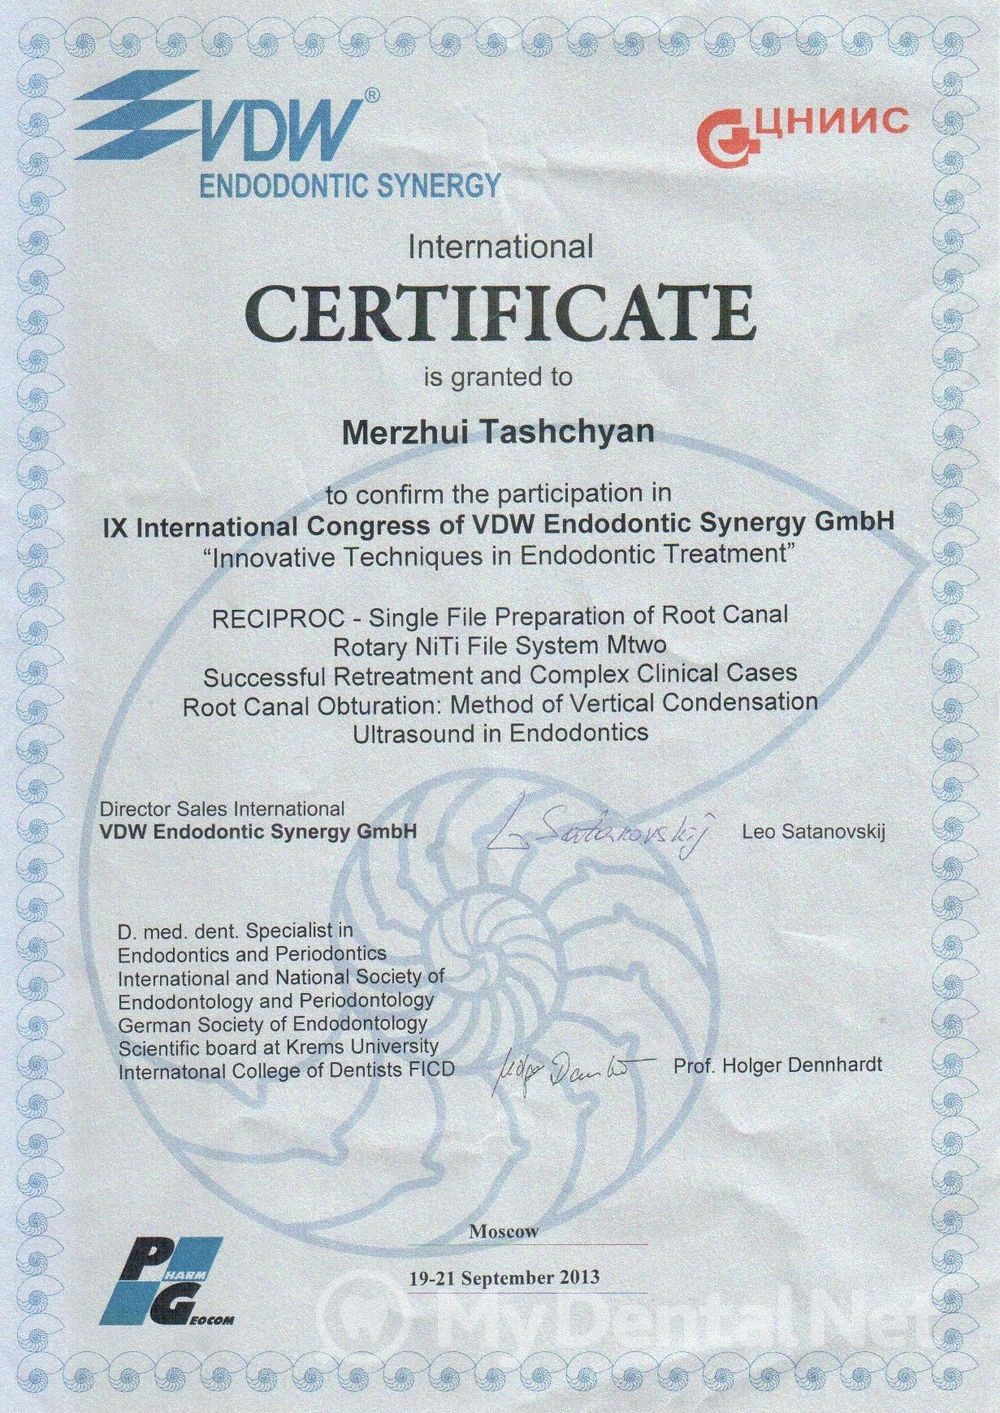 VDW®
ENDODONTIC SYNERGY
ЦНИИС
International
CERTIFICATE
is granted to
Merzhui Tashchyan
to confirm the participation in
IX International Congress of VDW Endodontic Synergy GmbH
“Innovative Techniques in Endodontic Treatment”
RECIPROC - Single File Preparation of Root Canal
Rotary NiTi File System Mtwo
Successful Retreatment and Complex Clinical Cases
Root Canal Obturation: Method of Vertical Condensation
Ultrasound in Endodontics
Director Sales International
VDW Endodontic Synergy GmbH
L Satanovskij
Leo Satanovskij
D. med. dent. Specialist in
Endodontics and Periodontics
International and National Society of
Endodontology and Periodontology
German Society of Endodontology
Scientific board at Krems University
Internatonal College of Dentists FICD
Prof. Holger Dennhardt
Moscow
19-21 September 2013
PHARM
GEOCOM
MyDental.Net